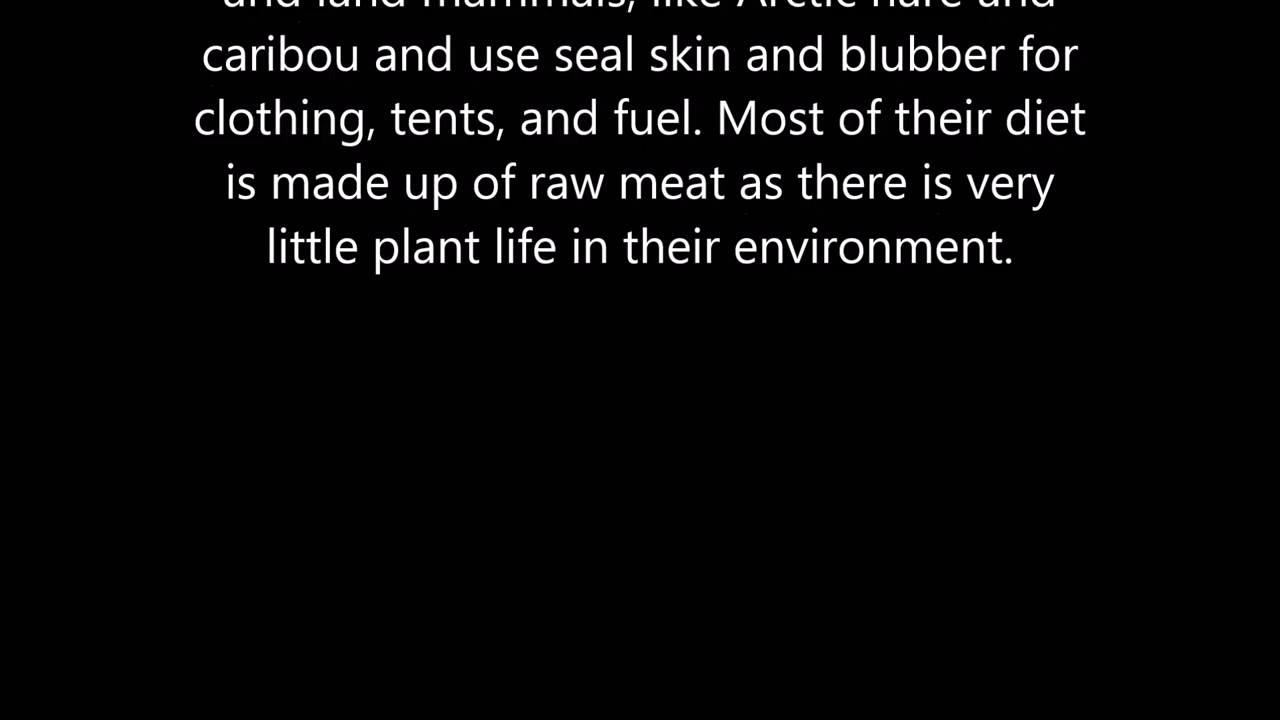 and land mammals, like Arctic hare and
caribou and use seal skin and blubber for
clothing, tents, and fuel. Most of their diet
is made up of raw meat as there is very
little plant life in their environment.